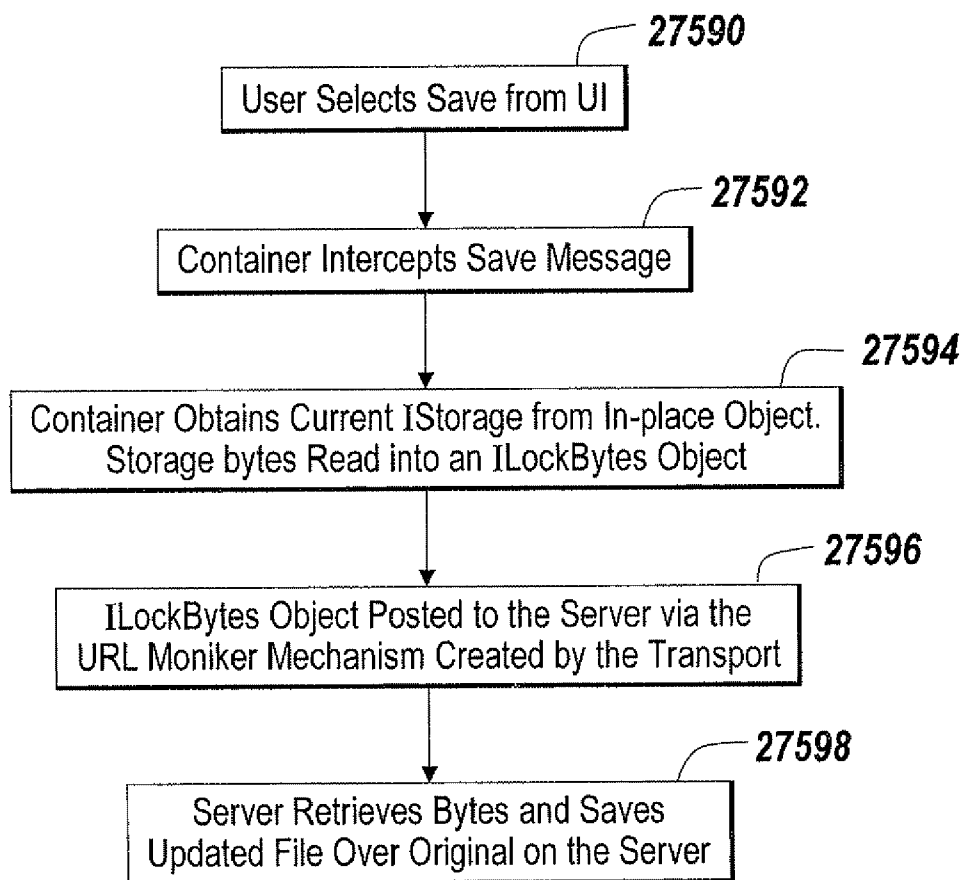 27590
User Selects Save from UI
27592
Container Intercepts Save Message
27594
Container Obtains Current IStorage from In-place Object.
Storage bytes Read into an ILockBytes Object
27596
ILockBytes Object Posted to the Server via the
URL Moniker Mechanism Created by the Transport
27598
Server Retrieves Bytes and Saves
Updated File Over Original on the Server